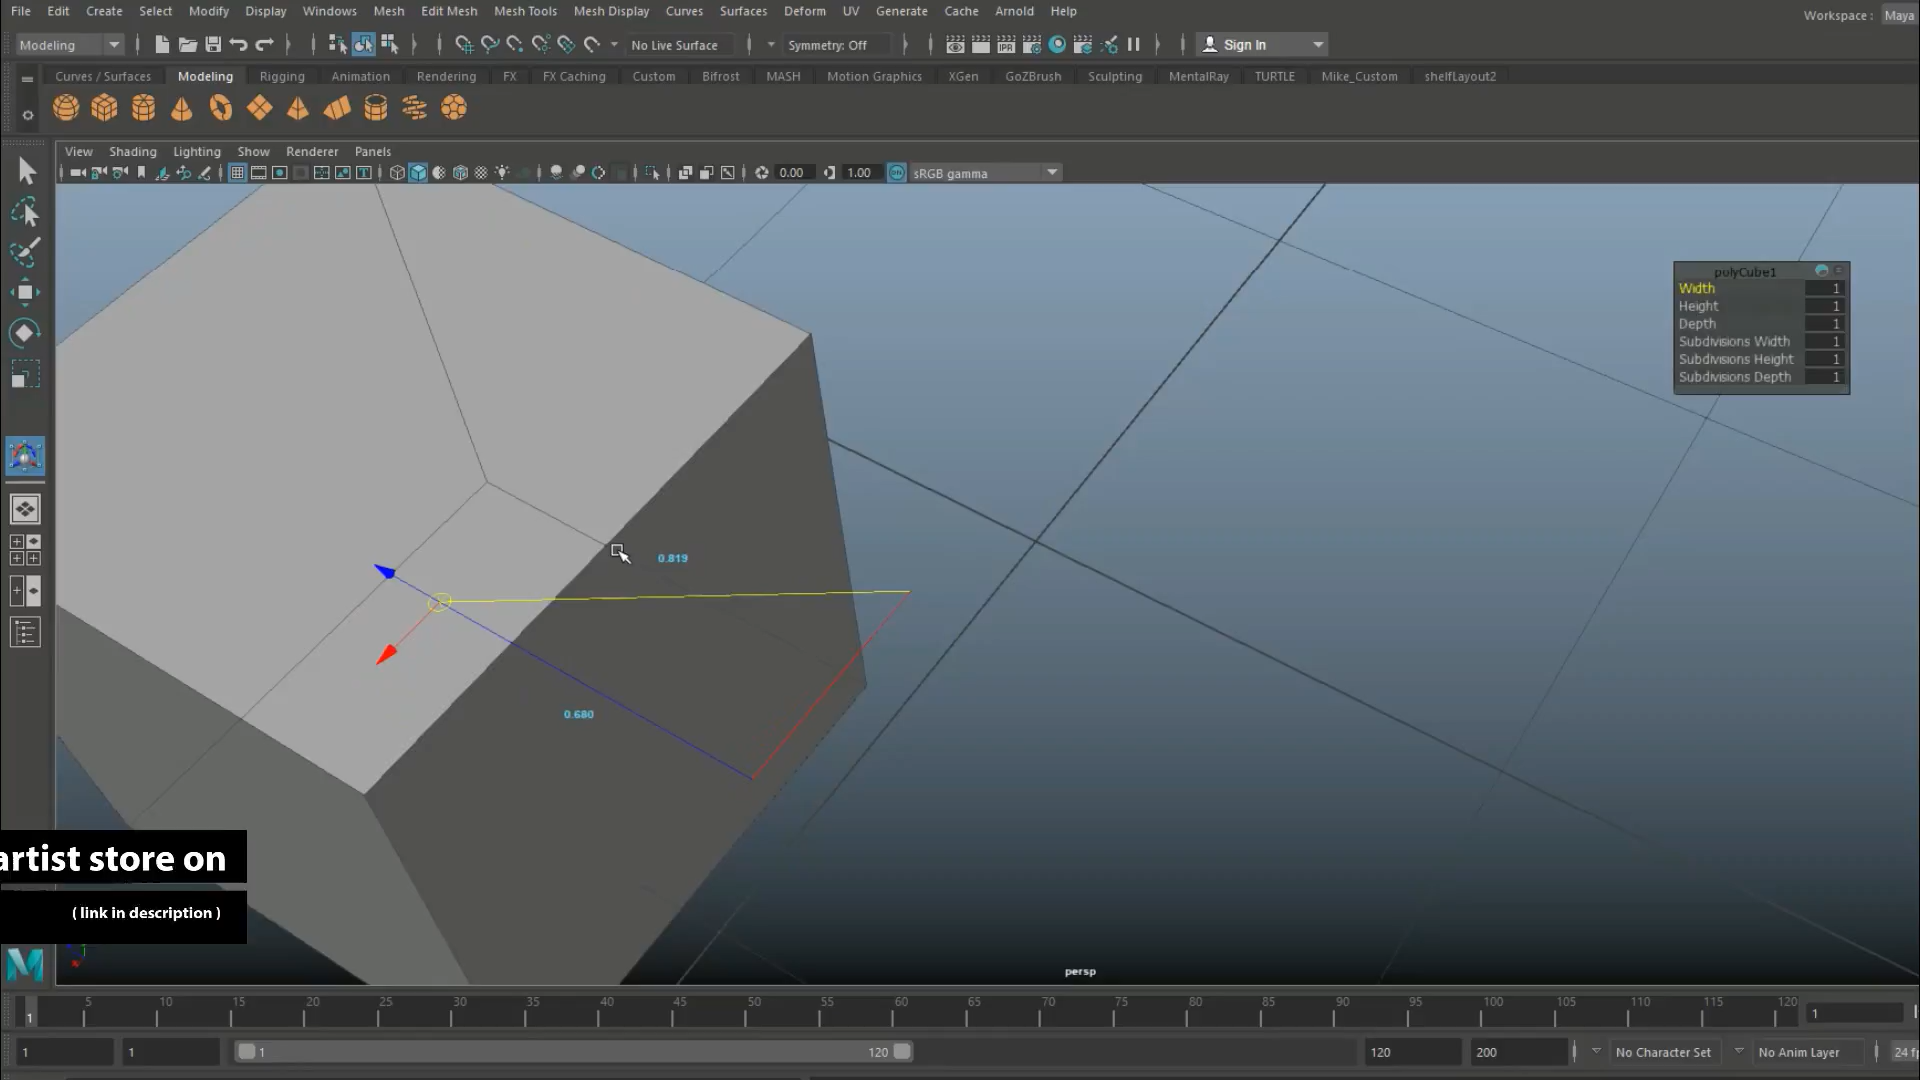 File Edit Create Select Modify Display Windows Mesh Edit Mesh Mesh Tools Mesh Display Curves Surfaces Deform UV Generate Cache Arnold Help
Workspace : Maya
Modeling No Live Surface Symmetry: Off IPR Sign In
Curves / Surfaces Modeling Rigging Animation Rendering FX FX Caching Custom Bifrost MASH Motion Graphics XGen GoZBrush Sculpting MentalRay TURTLE Mike_Custom shelfLayout2
View Shading Lighting Show Renderer Panels
0.00 1.00 sRGB gamma
polyCube1
Width 1
Height 1
Depth 1
Subdivisions Width 1
Subdivisions Height 1
Subdivisions Depth 1
0.819
0.680
artist store on
( link in description )
persp
5 10 15 20 25 30 35 40 45 50 55 60 65 70 75 80 85 90 95 100 105 110 115 120
1 1
1 1 1 120 120 200 No Character Set No Anim Layer 24 f